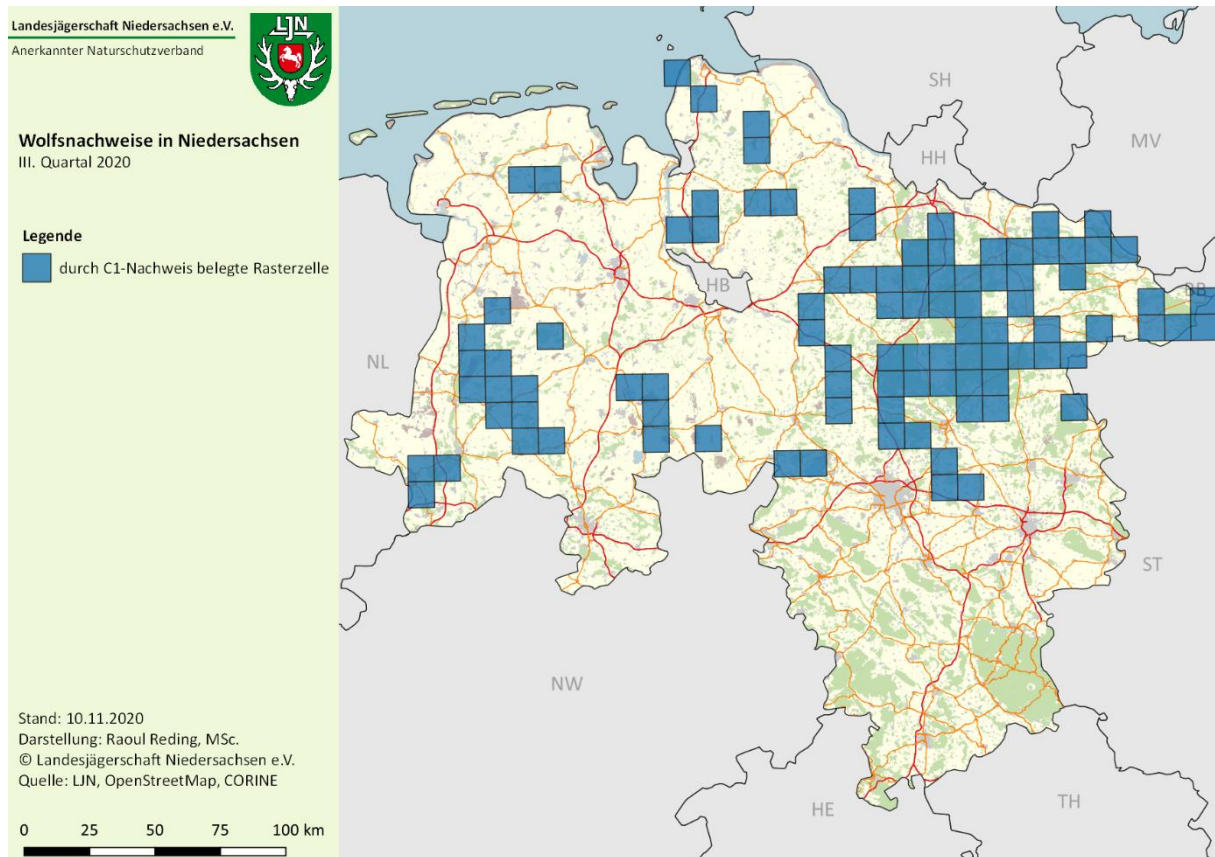 Landesjägerschaft Niedersachsen e.V.
Anerkannter Naturschutzverband
LJN
Wolfsnachweise in Niedersachsen
III. Quartal 2020
Legende
durch C1-Nachweis belegte Rasterzelle
Stand: 10.11.2020
Darstellung: Raoul Reding, MSc.
© Landesjägerschaft Niedersachsen e.V.
Quelle: LJN, OpenStreetMap, CORINE
0 25 50 75 100 km
SH
MV
HH
HB
BB
NL
ST
NW
HE
TH